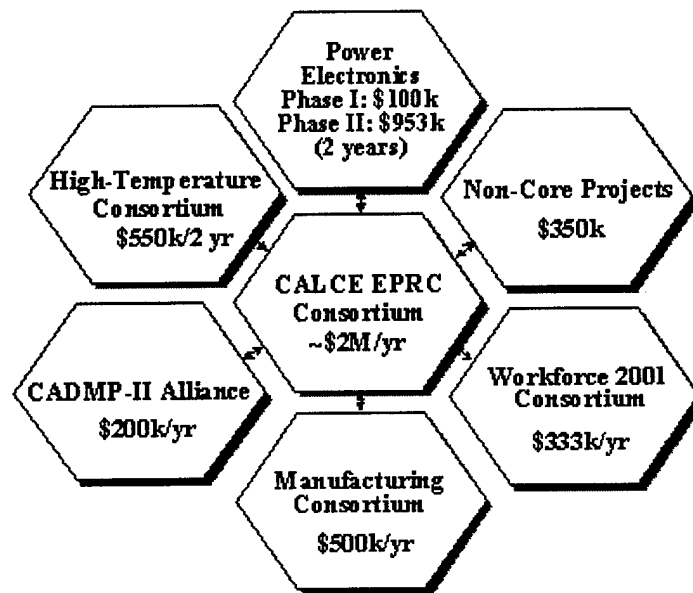 Power
Electronics
Phase I: $100k
Phase II: $953k
(2 years)
High-Temperature
Consortium
$550k/2 yr
Non-Core Projects
$350k
CALCE EPRC
Consortium
~$2M/yr
CADMP-II Alliance
$200k/yr
Workforce 2001
Consortium
$333k/yr
Manufacturing
Consortium
$500k/yr